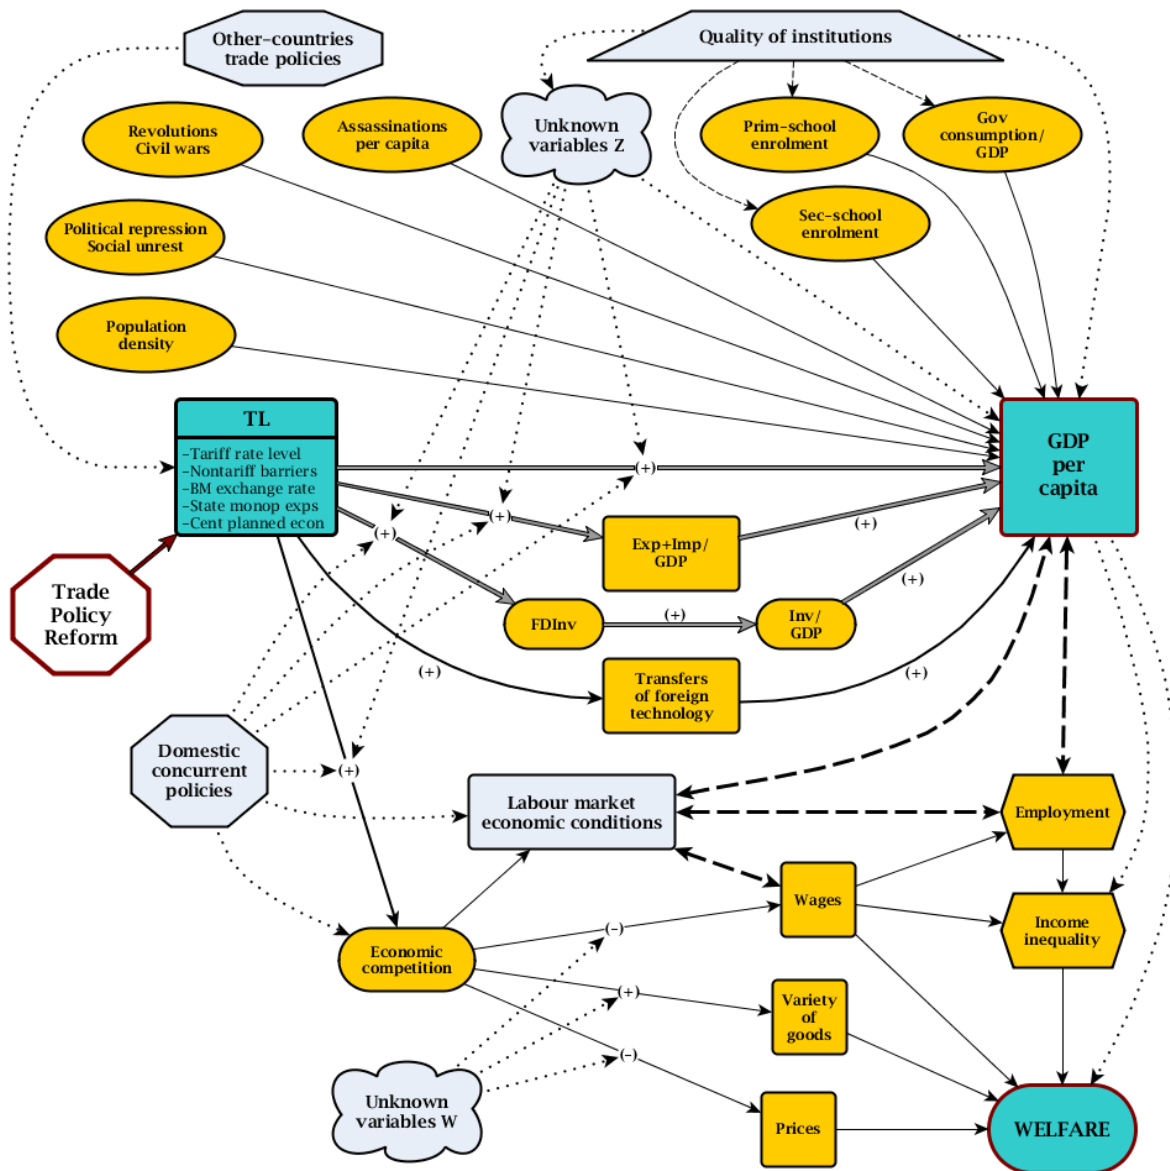 Other–countries
trade policies
Quality of institutions
Revolutions
Civil wars
Assassinations
per capita
Unknown
variables Z
Prim–school
enrolment
Gov
consumption/
GDP
Political repression
Social unrest
Sec–school
enrolment
Population
density
TL
–Tariff rate level
–Nontariff barriers
–BM exchange rate
–State monop exps
–Cent planned econ
GDP
per
capita
(+)
(+)
(+)
(+)
Exp+Imp/
GDP
Trade
Policy
Reform
FDInv
(+)
Inv/
GDP
(+)
(+)
Transfers
of foreign
technology
(+)
Domestic
concurrent
policies
(+)
Labour market
economic conditions
Employment
Wages
(–)
Income
inequality
Economic
competition
(+)
Variety
of
goods
(–)
Unknown
variables W
Prices
WELFARE